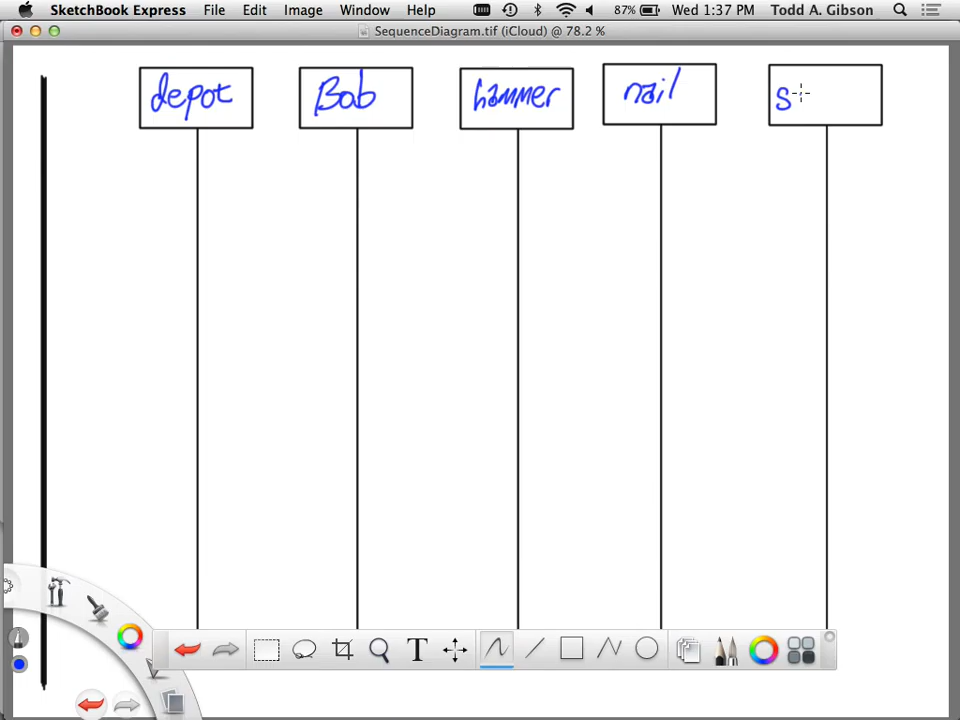 SketchBook Express File Edit Image Window Help 87% Wed 1:37 PM Todd A. Gibson
SequenceDiagram.tif (iCloud) @ 78.2 %
depot Bob hammer nail s
T